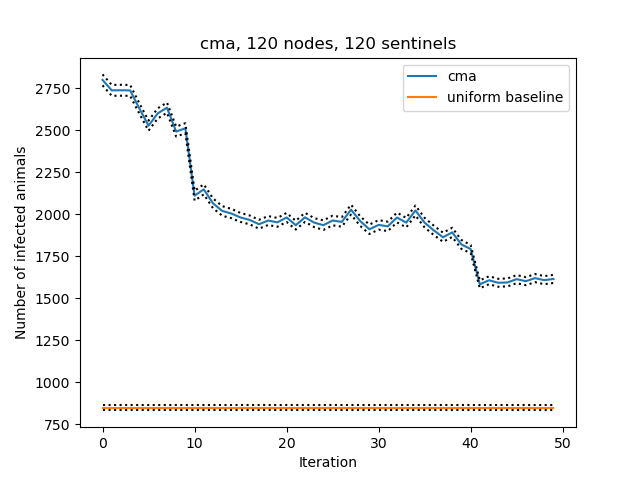 cma, 120 nodes, 120 sentinels
cma
uniform baseline
Number of infected animals
2750
2500
2250
2000
1750
1500
1250
1000
750
0 10 20 30 40 50
Iteration